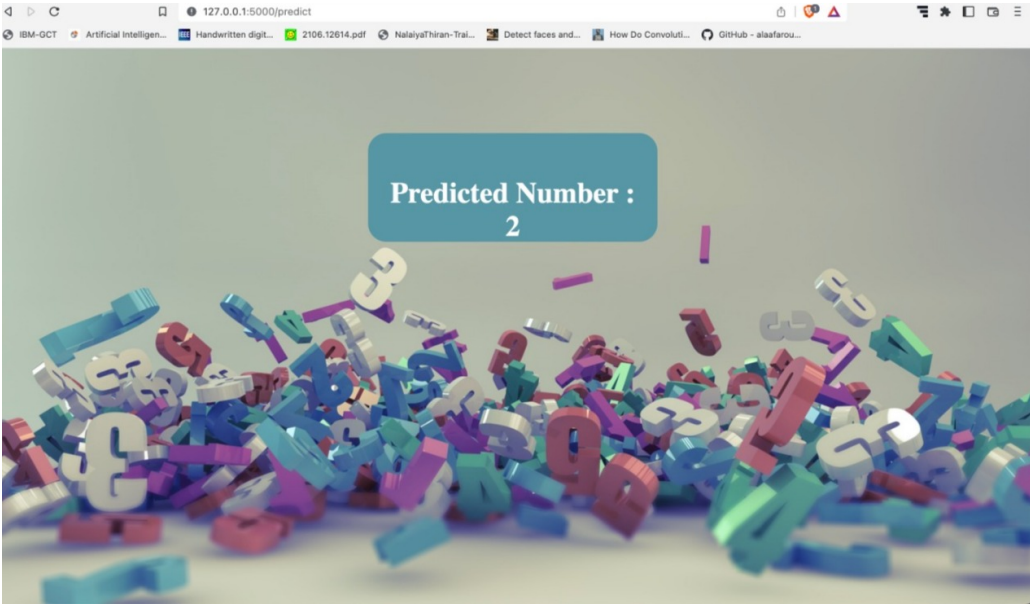 127.0.0.1:5000/predict
IBM-GCT
Artificial Intelligen...
IEEE
Handwritten digit...
2106.12614.pdf
NalaiyaThiran-Trai...
Detect faces and...
How Do Convoluti...
GitHub - alaafarou...
Predicted Number :
2